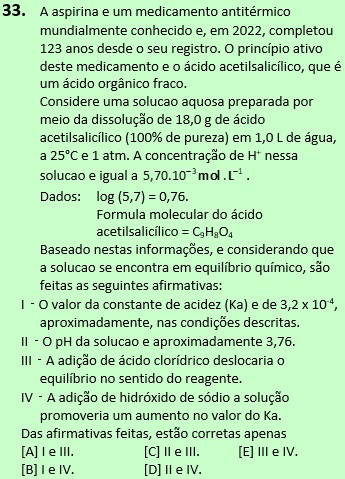 33. A aspirina e um medicamento antitérmico
mundialmente conhecido e, em 2022, completou
123 anos desde o seu registro. O princípio ativo
deste medicamento e o ácido acetilsalicílico, que é
um ácido orgânico fraco.
Considere uma solucao aquosa preparada por
meio da dissolução de 18,0 g de ácido
acetilsalicílico (100% de pureza) em 1,0 L de água,
a 25°C e 1 atm. A concentração de H⁺ nessa
solucao e igual a 5,70.10⁻³ mol.L⁻¹.
Dados: log (5,7) = 0,76.
Formula molecular do ácido
acetilsalicílico = C₉H₈O₄
Baseado nestas informações, e considerando que
a solucao se encontra em equilíbrio químico, são
feitas as seguintes afirmativas:
I - O valor da constante de acidez (Ka) e de 3,2 x 10⁻⁴,
aproximadamente, nas condições descritas.
II - O pH da solucao e aproximadamente 3,76.
III - A adição de ácido clorídrico deslocaria o
equilíbrio no sentido do reagente.
IV - A adição de hidróxido de sódio a solução
promoveria um aumento no valor do Ka.
Das afirmativas feitas, estão corretas apenas
[A] I e III. [C] II e III. [E] III e IV.
[B] I e IV. [D] II e IV.